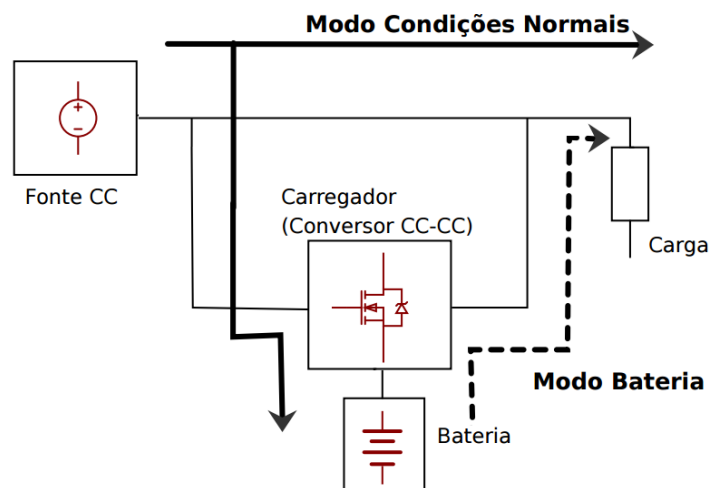 Modo Condições Normais
Fonte CC
Carregador
(Conversor CC-CC)
Carga
Modo Bateria
Bateria